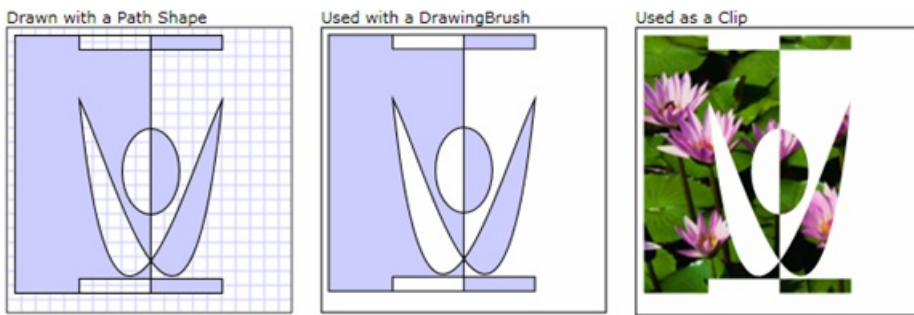 Drawn with a Path Shape
Used with a DrawingBrush
Used as a Clip